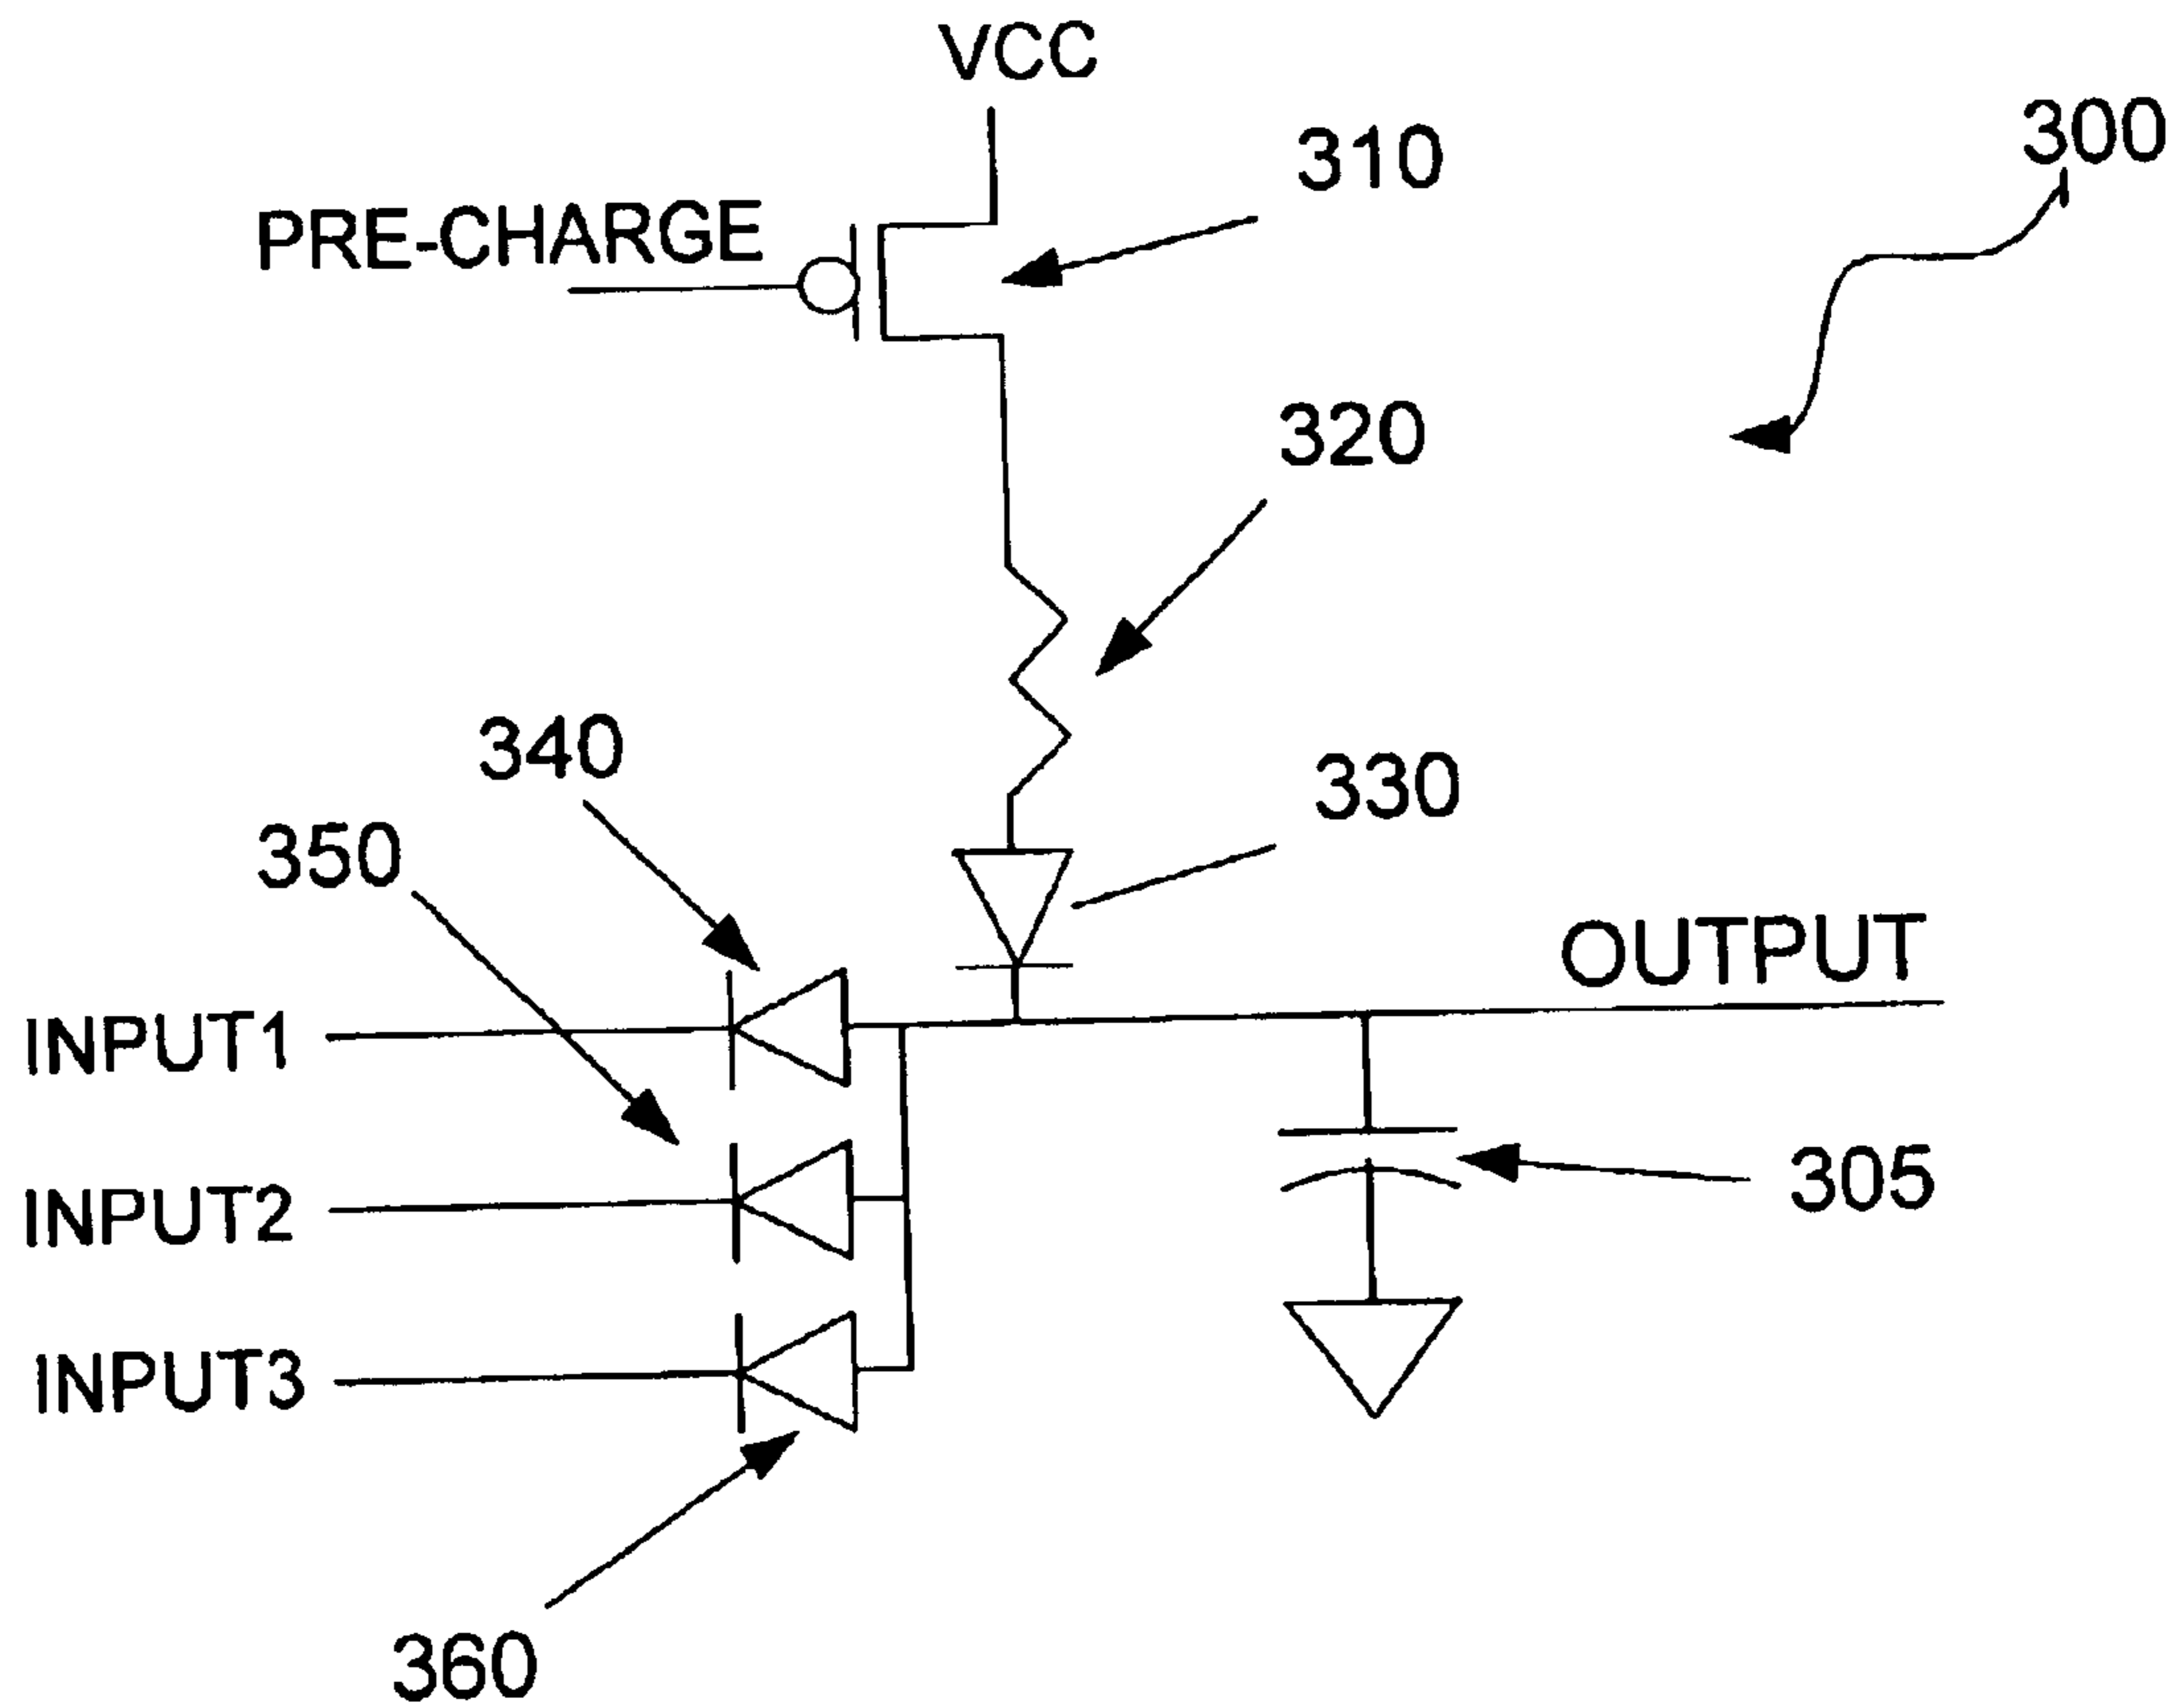 VCC
310
300
PRE-CHARGE
320
340
330
350
OUTPUT
INPUT1
305
INPUT2
INPUT3
360